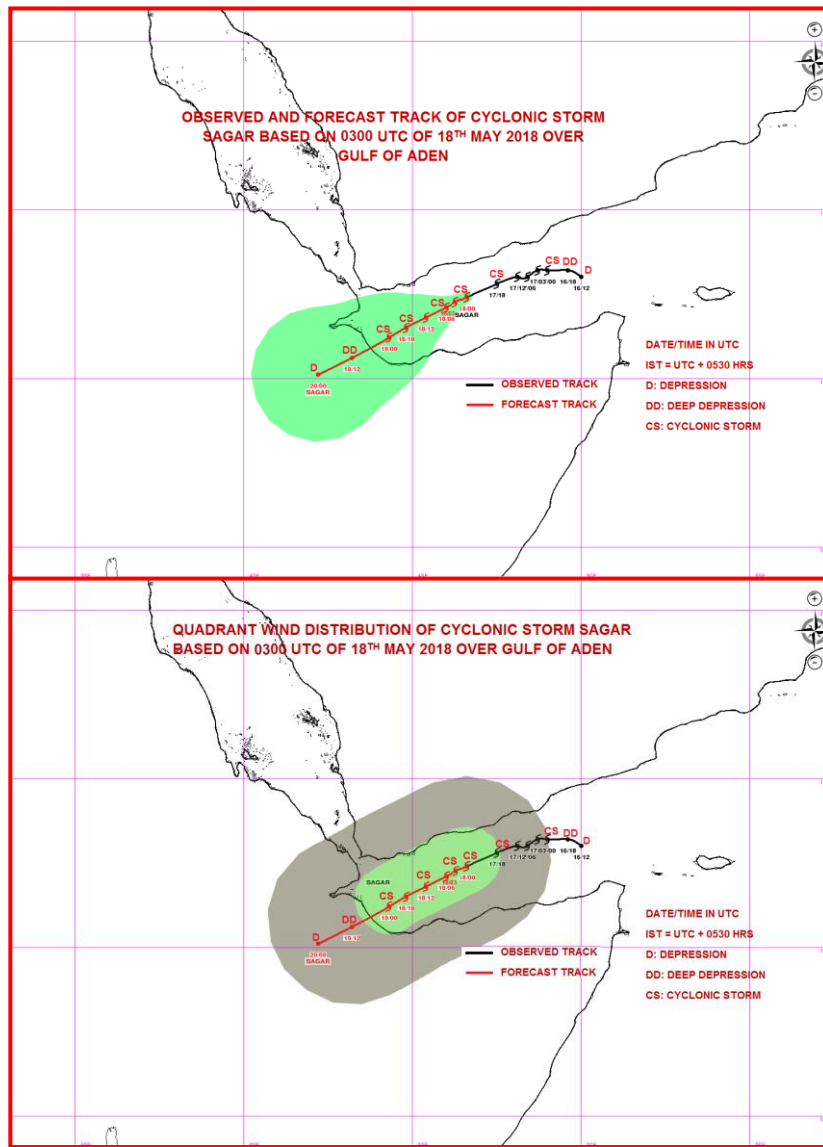 OBSERVED AND FORECAST TRACK OF CYCLONIC STORM
SAGAR BASED ON 0300 UTC OF 18TH MAY 2018 OVER
GULF OF ADEN
CS DD
D
CS
17/03 17/00 16/18
17/12 17/06 16/12
17/18
CS
CS 18/00
SAGAR
18/06
CS 18/12
CS 18/18
19/00
DD
19/12
D
20/00
SAGAR
DATE/TIME IN UTC
IST = UTC + 0530 HRS
OBSERVED TRACK D: DEPRESSION
FORECAST TRACK DD: DEEP DEPRESSION
CS: CYCLONIC STORM
QUADRANT WIND DISTRIBUTION OF CYCLONIC STORM SAGAR
BASED ON 0300 UTC OF 18TH MAY 2018 OVER GULF OF ADEN
CS DD
D
CS
16/18
17/12 16/12
17/18
CS
CS 18/00
SAGAR
18/06
CS 18/12
CS 18/18
19/00
DD
19/12
D
20/00
SAGAR
DATE/TIME IN UTC
IST = UTC + 0530 HRS
OBSERVED TRACK D: DEPRESSION
FORECAST TRACK DD: DEEP DEPRESSION
CS: CYCLONIC STORM